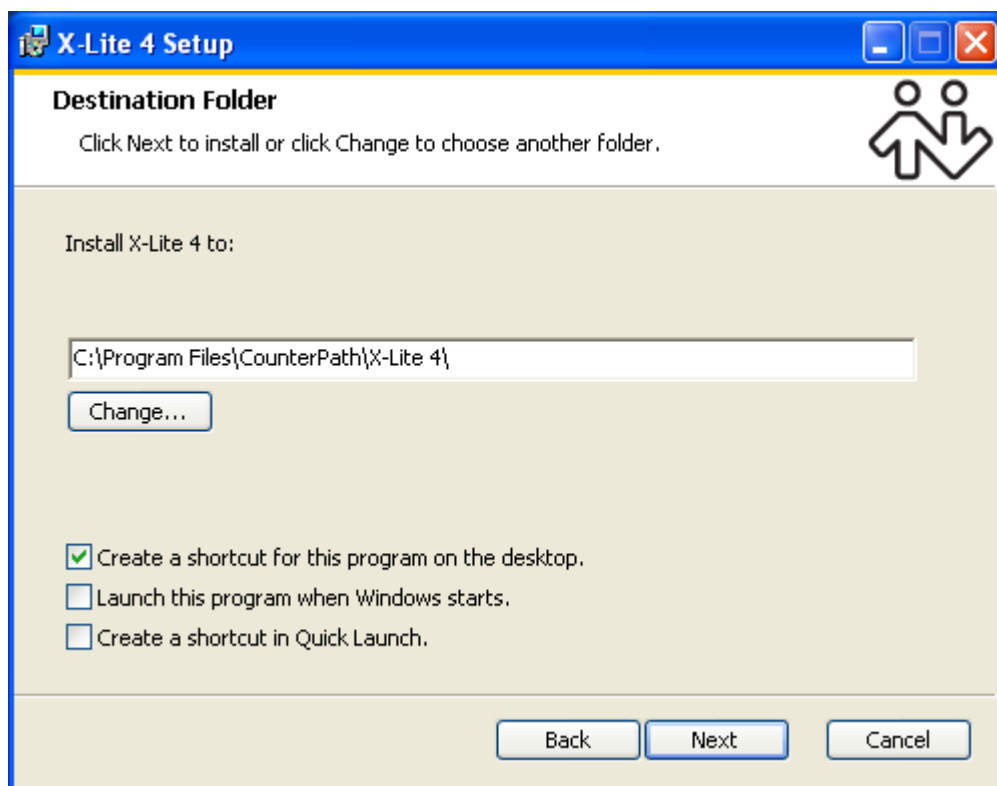 X-Lite 4 Setup
Destination Folder
Click Next to install or click Change to choose another folder.
Install X-Lite 4 to:
C:\Program Files\CounterPath\X-Lite 4\
Change...
Create a shortcut for this program on the desktop.
Launch this program when Windows starts.
Create a shortcut in Quick Launch.
Back Next Cancel